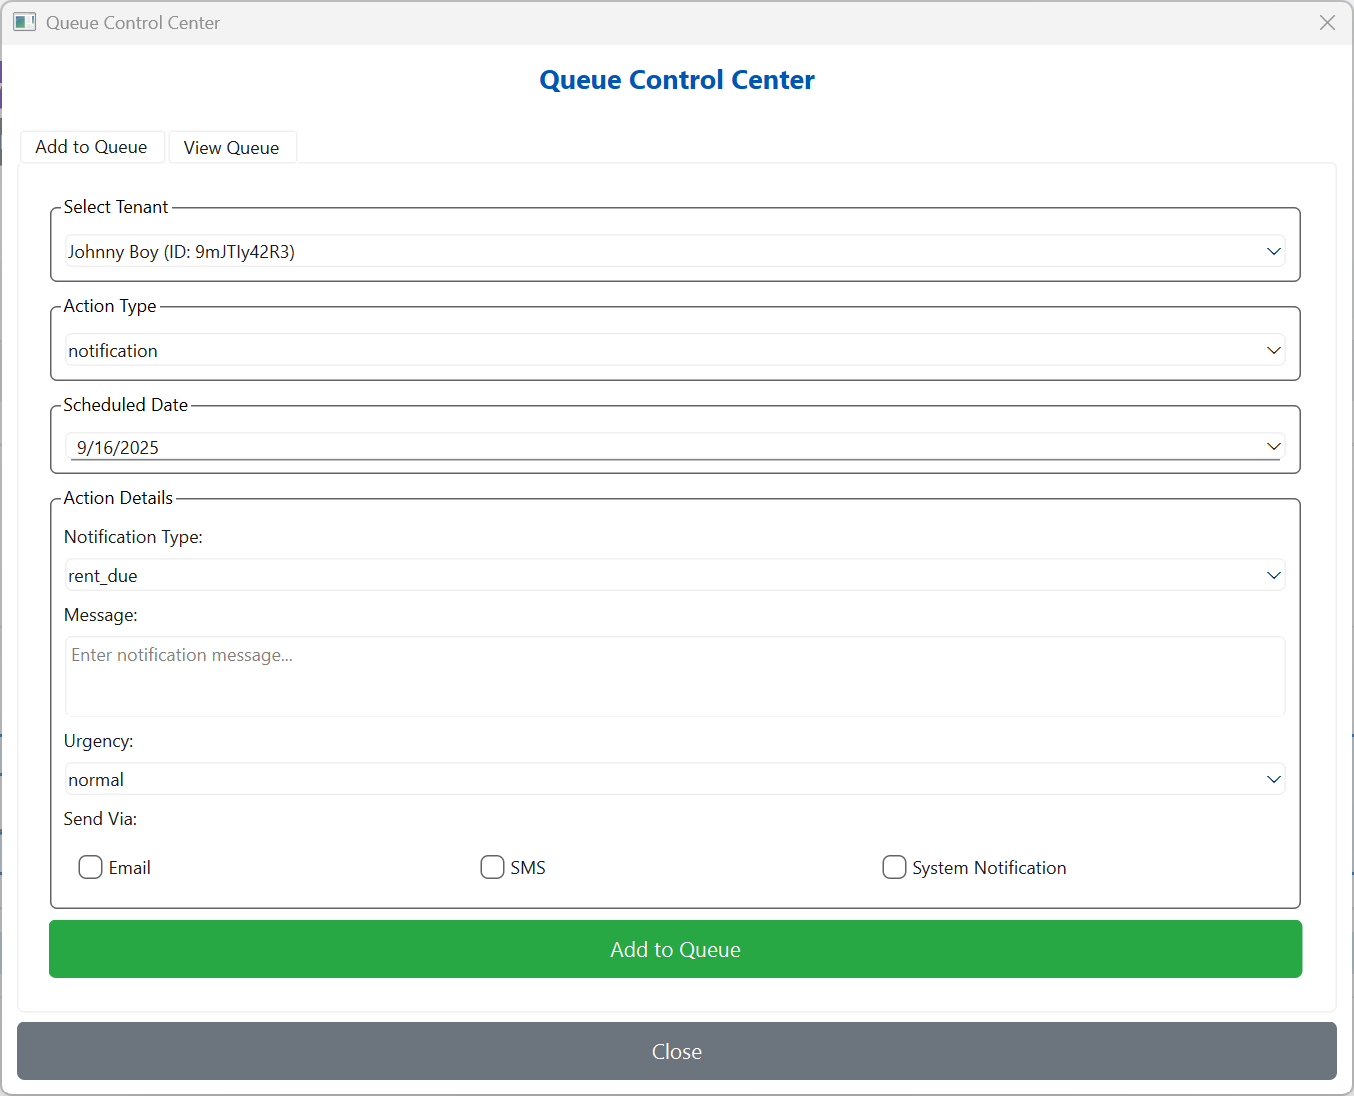 Queue Control Center
Queue Control Center
Add to Queue
View Queue
Select Tenant
Johnny Boy (ID: 9mJTIy42R3)
Action Type
notification
Scheduled Date
9/16/2025
Action Details
Notification Type:
rent_due
Message:
Enter notification message...
Urgency:
normal
Send Via:
Email
SMS
System Notification
Add to Queue
Close